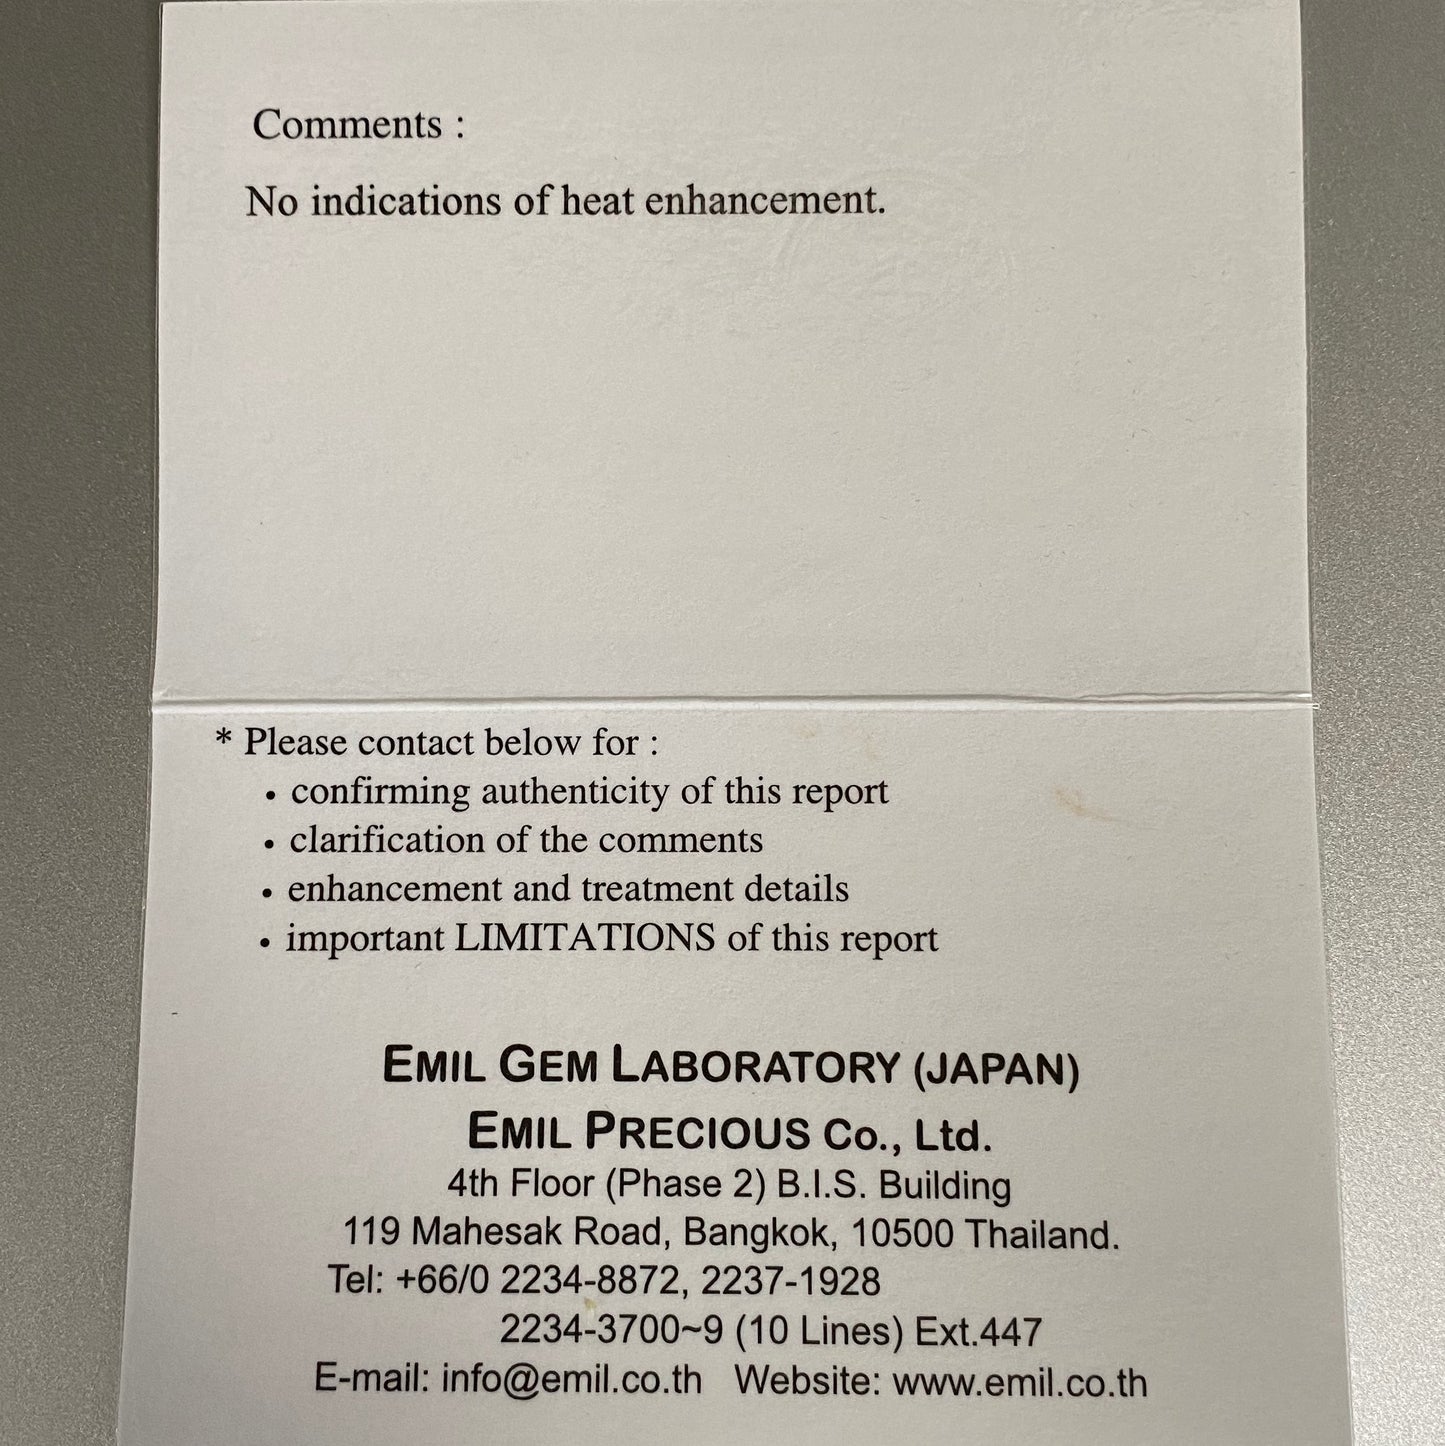 Comments :
No indications of heat enhancement.
* Please contact below for :
• confirming authenticity of this report
• clarification of the comments
• enhancement and treatment details
• important LIMITATIONS of this report
EMIL GEM LABORATORY (JAPAN)
EMIL PRECIOUS Co., Ltd.
4th Floor (Phase 2) B.I.S. Building
119 Mahesak Road, Bangkok, 10500 Thailand.
Tel: +66/0 2234-8872, 2237-1928
2234-3700~9 (10 Lines) Ext.447
E-mail: info@emil.co.th Website: www.emil.co.th